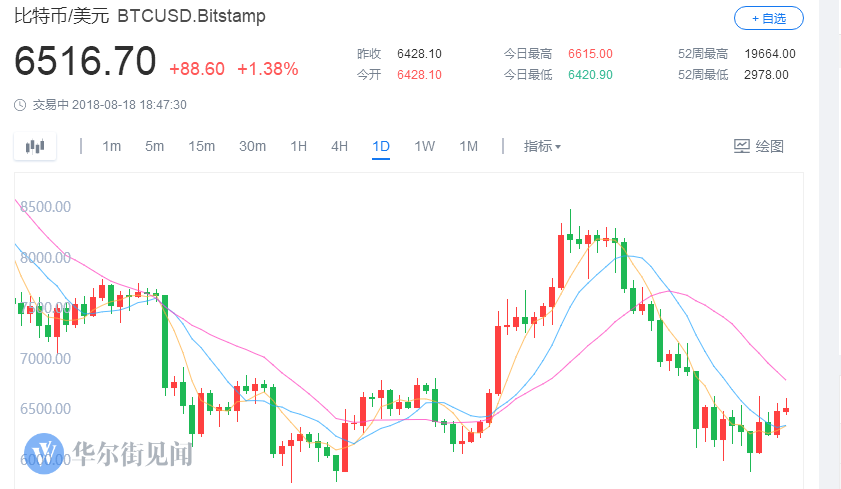 比特币/美元 BTCUSD.Bitstamp
+ 自选
6516.70 +88.60 +1.38%
昨收 6428.10 今日最高 6615.00 52周最高 19664.00
今开 6428.10 今日最低 6420.90 52周最低 2978.00
交易中 2018-08-18 18:47:30
1m 5m 15m 30m 1H 4H 1D 1W 1M 指标 绘图
8500.00
8000.00
7500.00
7000.00
6500.00
6000.00
华尔街见闻